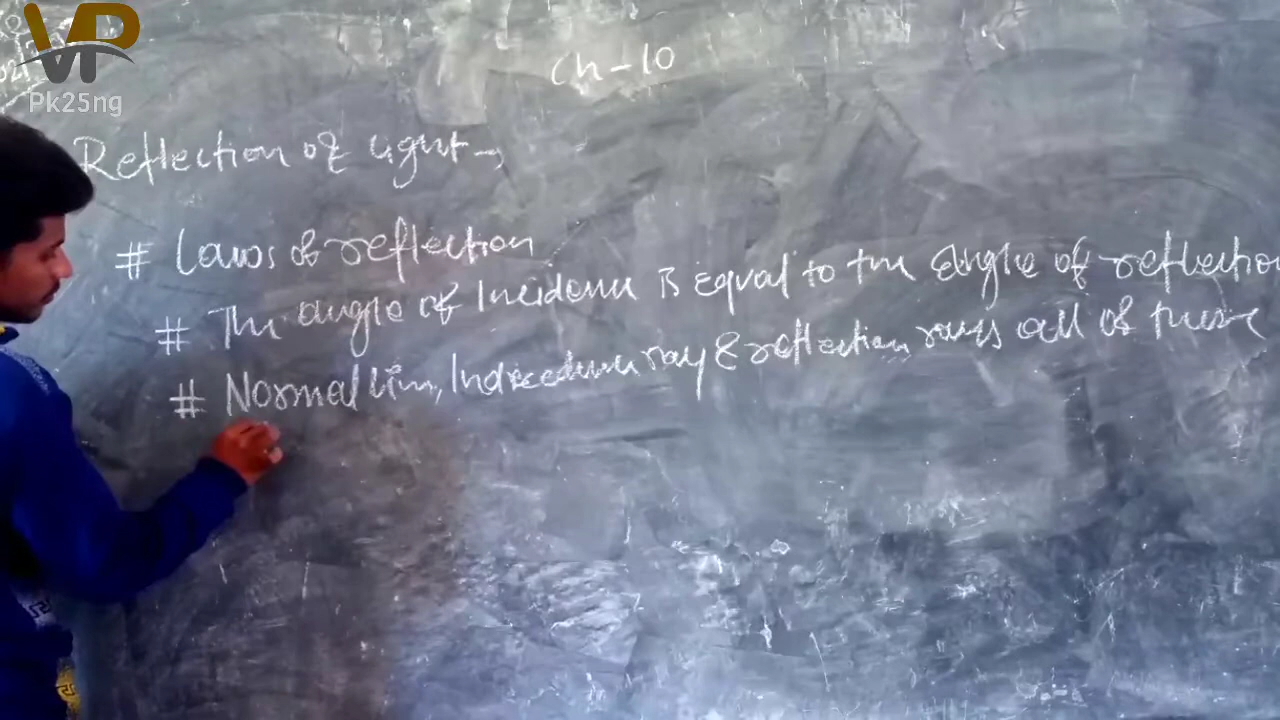 VP
Pk25ng
Ch-10
Reflection of light →
# Laws of reflection
# The angle of Incidence is equal to the angle of reflection
# Normal line, Indicedence ray & reflection rays all of these